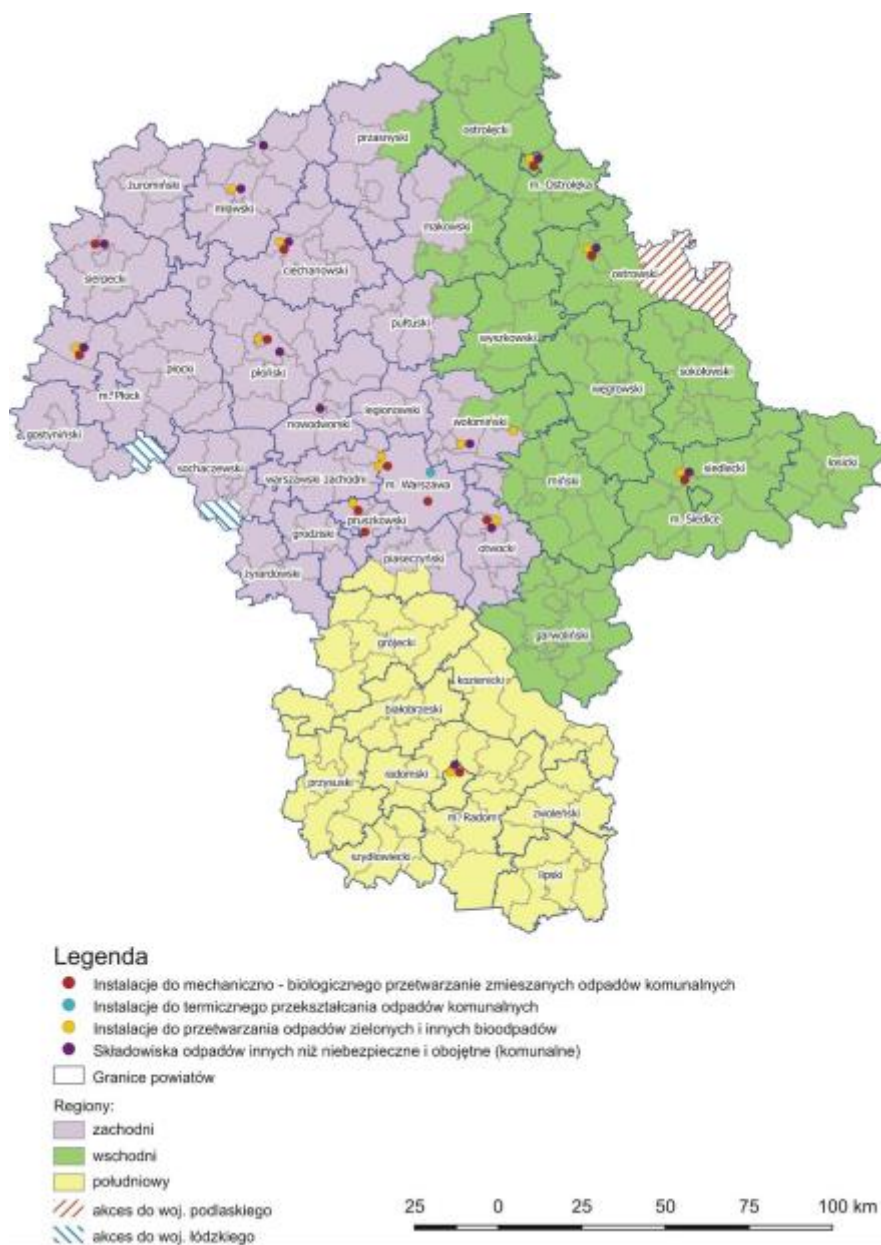 ostrołęcki
przasnyski
m. Ostrołęka
żuromiński
mławski
makowski
ciechanowski
ostrowski
sierpecki
pułtuski
wyszkowski
płocki
płoński
sokołowski
węgrowski
m. Płock
legionowski
nowodworski
wołomiński
gostyniński
sochaczewski
siedlecki
łosicki
warszawski zachodni
m. Warszawa
miński
m. Siedlce
pruszkowski
grodziski
otwocki
piaseczyński
żyrardowski
garwoliński
grójecki
kozienicki
białobrzeski
przysuski
radomski
m. Radom
zwoleński
szydłowiecki
lipski
Legenda
Instalacje do mechaniczno - biologicznego przetwarzanie zmieszanych odpadów komunalnych
Instalacje do termicznego przekształcania odpadów komunalnych
Instalacje do przetwarzania odpadów zielonych i innych bioodpadów
Składowiska odpadów innych niż niebezpieczne i obojętne (komunalne)
Granice powiatów
Regiony:
zachodni
wschodni
południowy
akces do woj. podlaskiego
akces do woj. łódzkiego
25 0 25 50 75 100 km